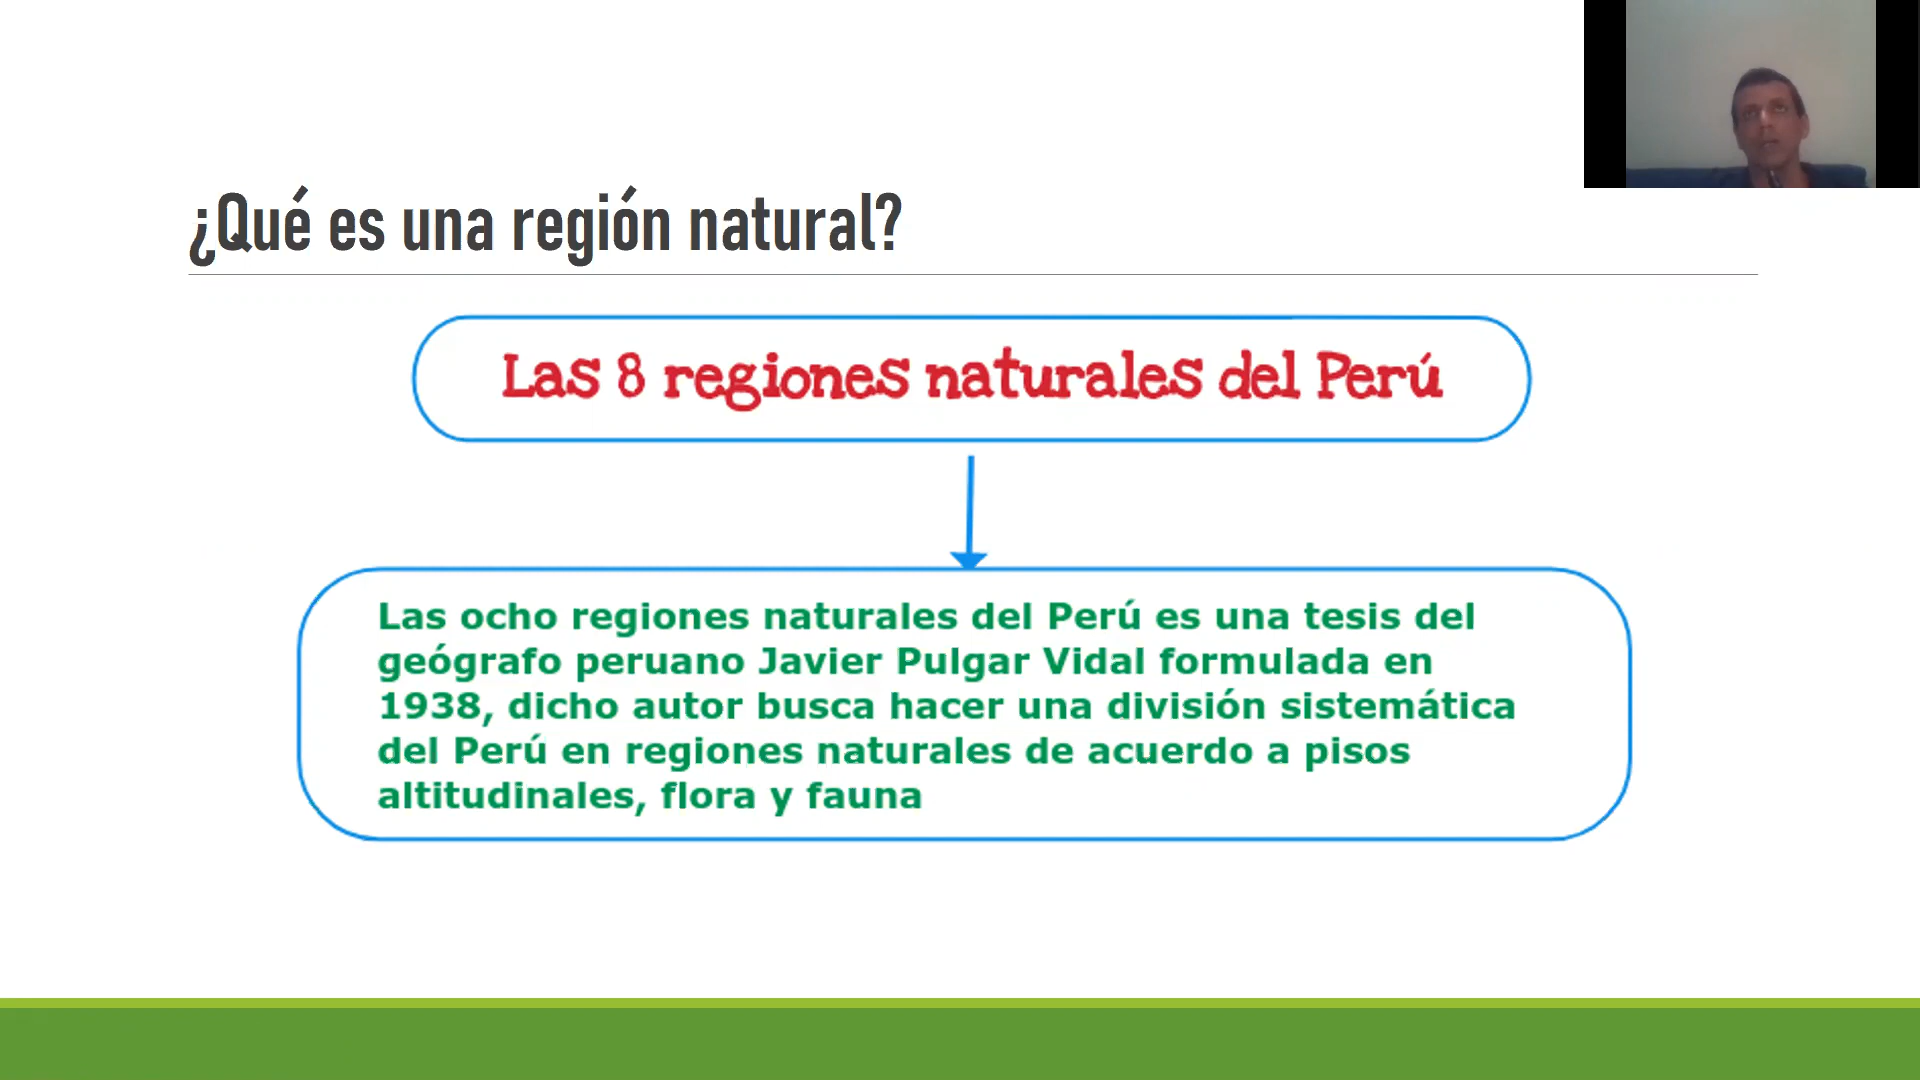 ¿Qué es una región natural?
Las 8 regiones naturales del Perú
Las ocho regiones naturales del Perú es una tesis del
geógrafo peruano Javier Pulgar Vidal formulada en
1938, dicho autor busca hacer una división sistemática
del Perú en regiones naturales de acuerdo a pisos
altitudinales, flora y fauna